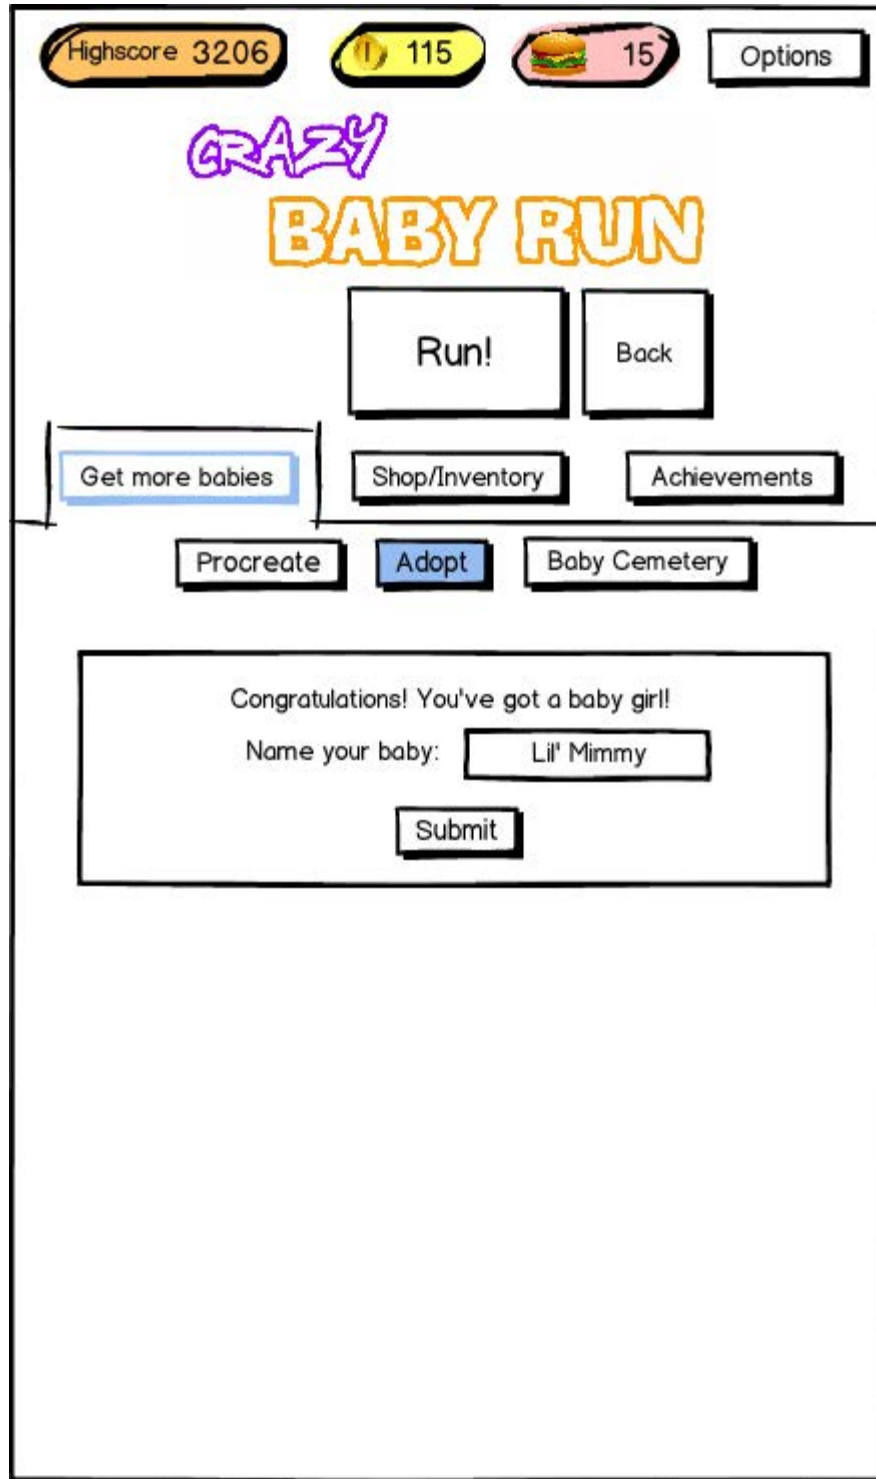 Highscore 3206 115 15 Options
CRAZY
BABY RUN
Run! Back
Get more babies Shop/Inventory Achievements
Procreate Adopt Baby Cemetery
Congratulations! You've got a baby girl!
Name your baby: Lil' Mimmy
Submit